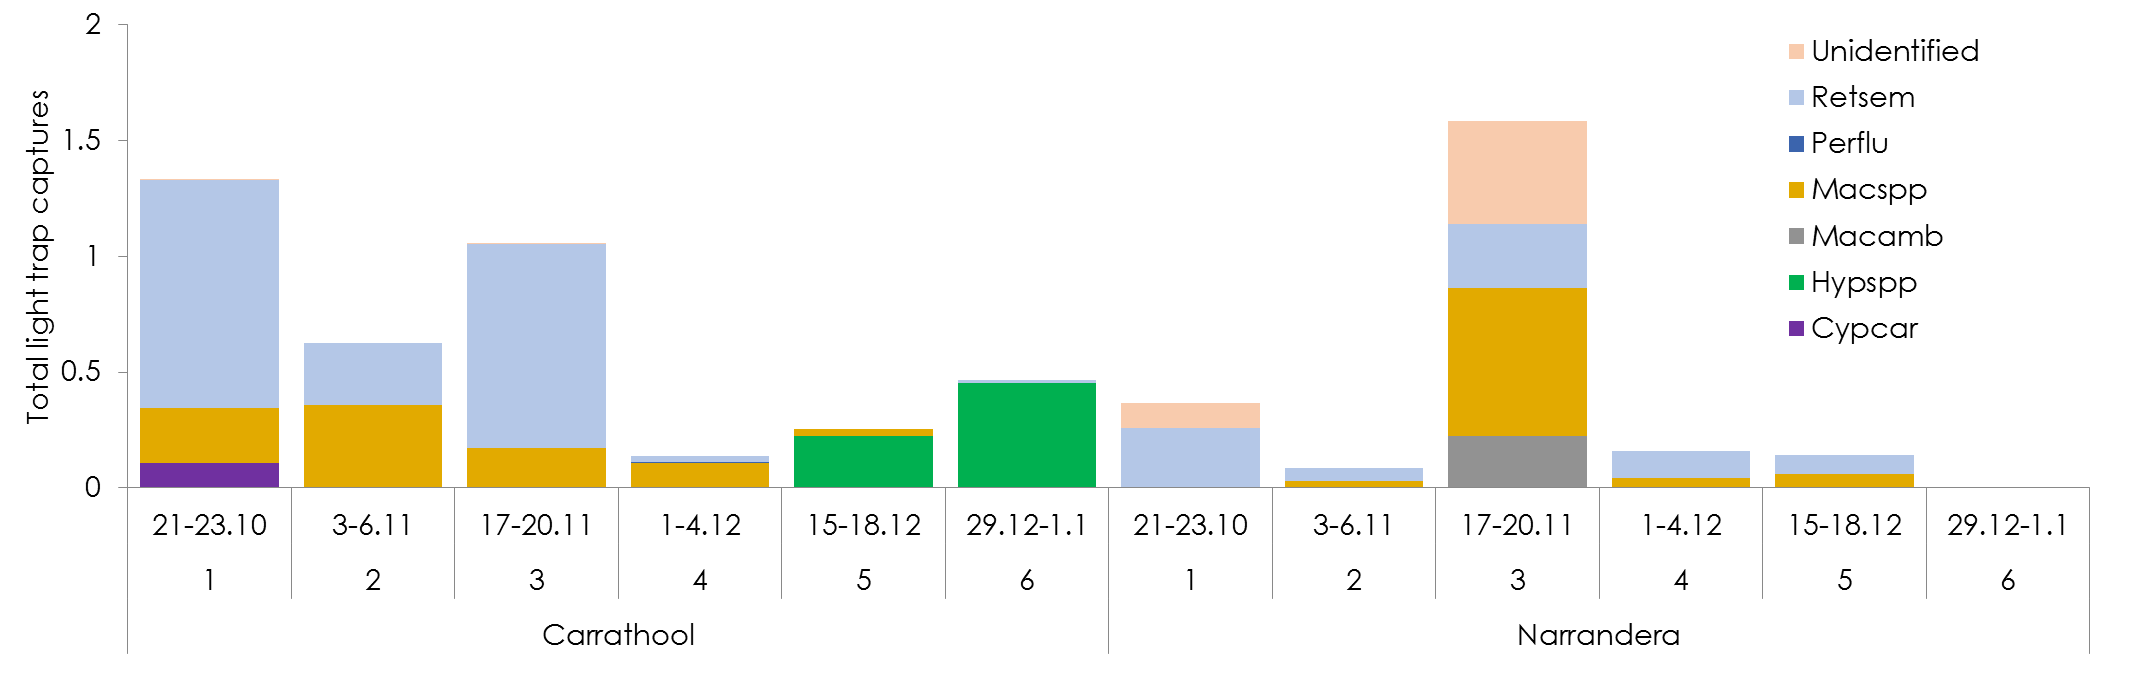 Total light trap captures
2
1.5
1
0.5
0
Unidentified
Retsem
Perflu
Macspp
Macamb
Hypspp
Cypcar
21-23.10 3-6.11 17-20.11 1-4.12 15-18.12 29.12-1.1 21-23.10 3-6.11 17-20.11 1-4.12 15-18.12 29.12-1.1
1 2 3 4 5 6 1 2 3 4 5 6
Carrathool Narrandera